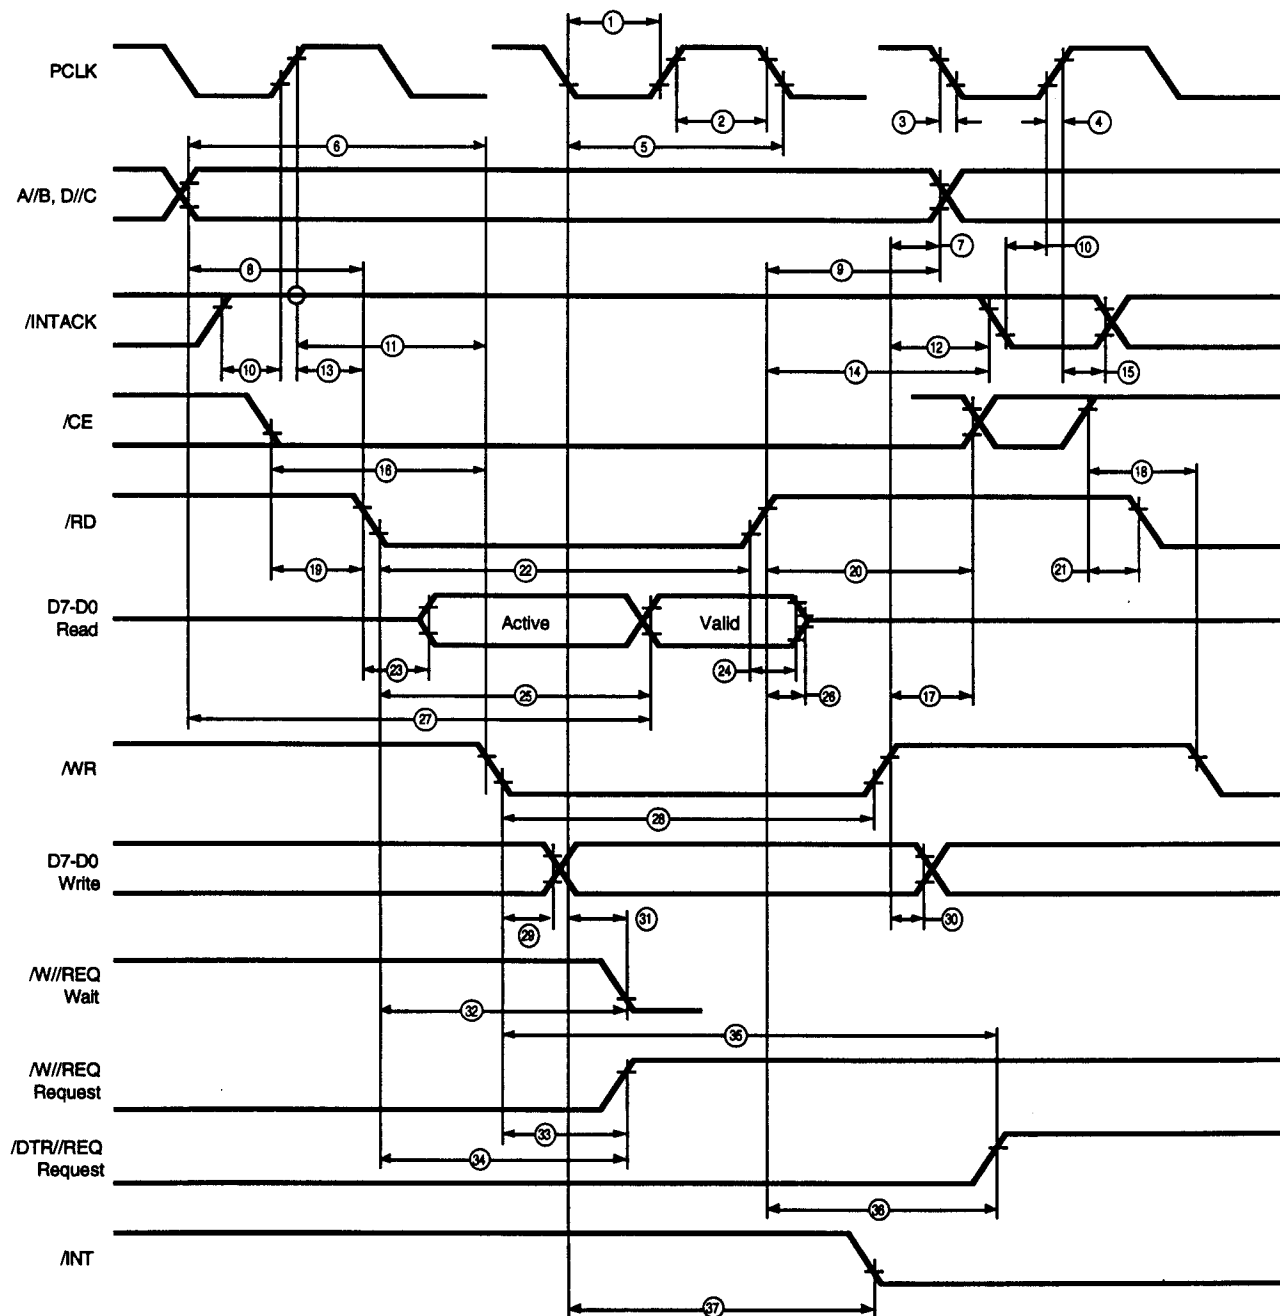 1
PCLK
3
2
4
5
6
A//B, D//C
7
10
8
9
/INTACK
11
12
10
13
14
15
/CE
16
18
/RD
19
22
20
21
D7-D0
Read
Active
Valid
23
24
25
26
17
27
/WR
28
D7-D0
Write
29
31
30
/W//REQ
Wait
32
35
/W//REQ
Request
33
/DTR//REQ
Request
34
36
/INT
37